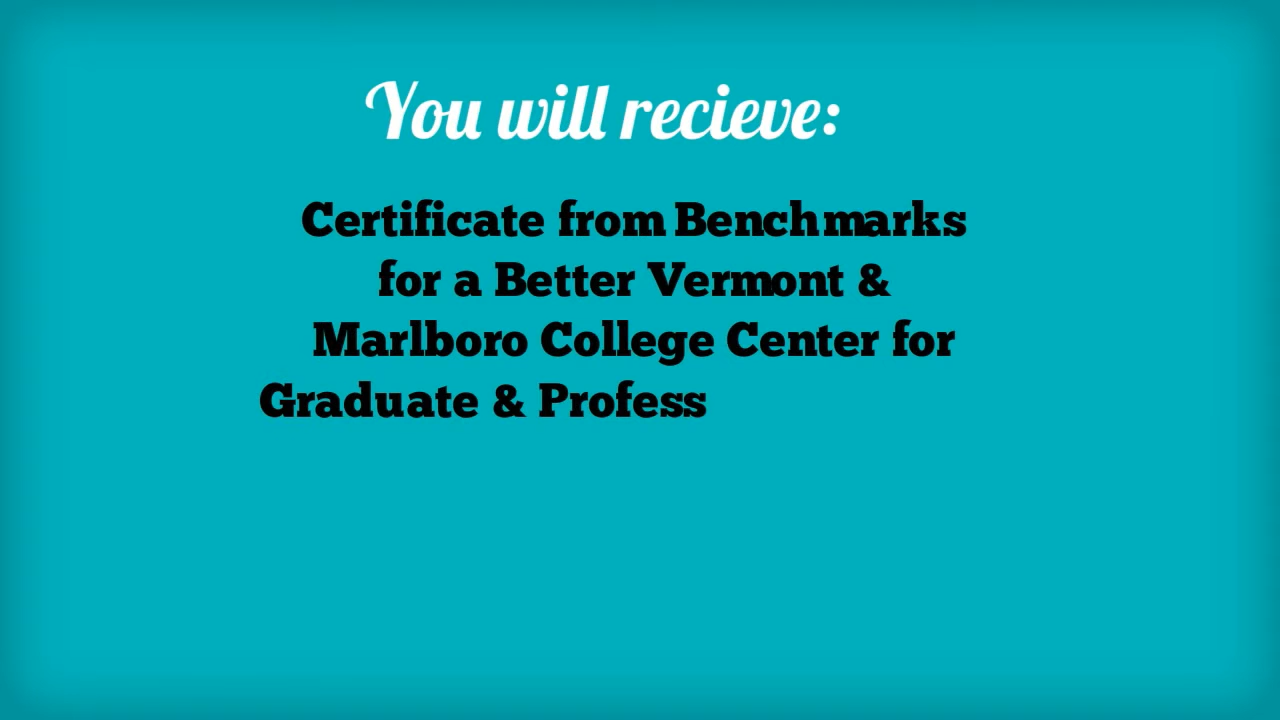 You will recieve:
Certificate from Benchmarks
for a Better Vermont &
Marlboro College Center for
Graduate & Profess